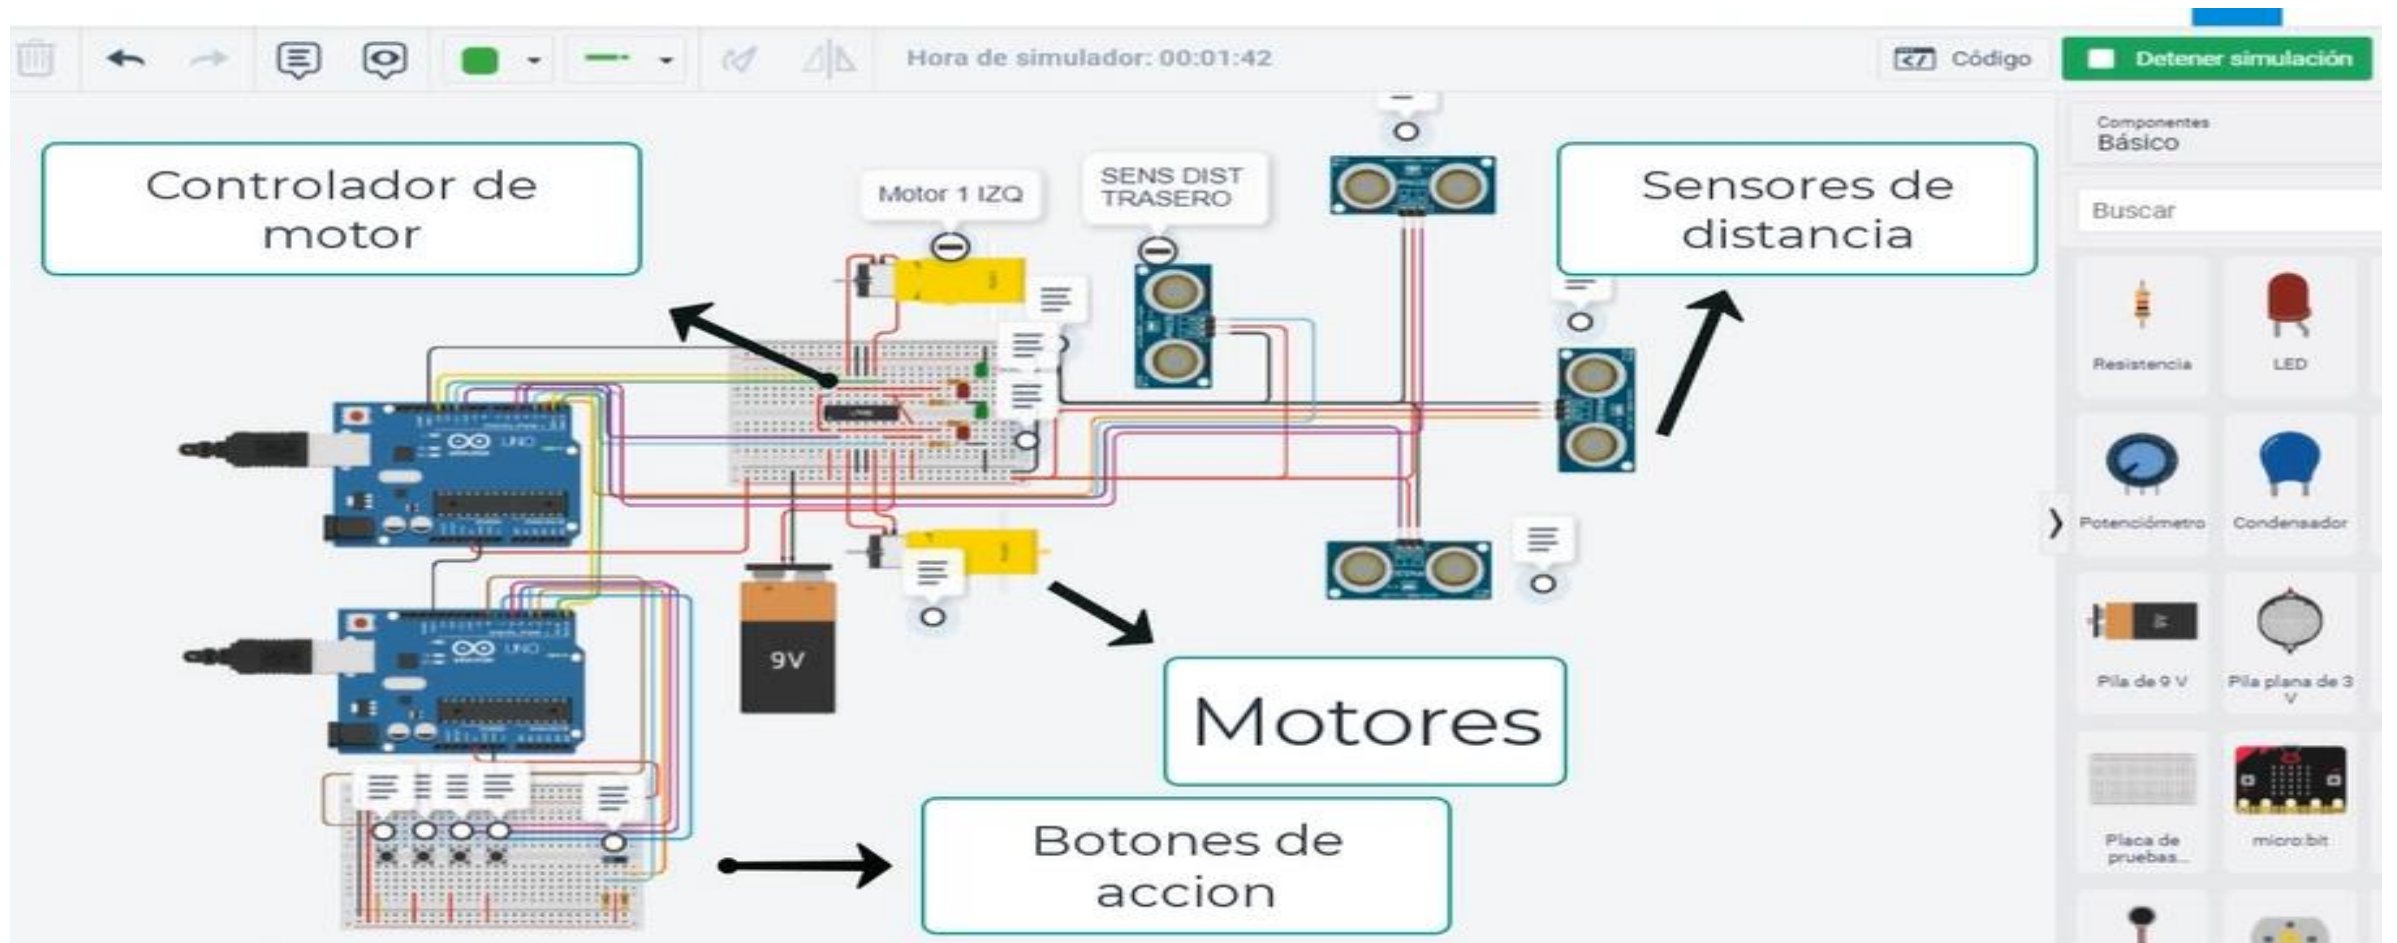 Hora de simulador: 00:01:42
Código
Detener simulación
Controlador de
motor
Motor 1 IZQ
SENS DIST
TRASERO
Sensores de
distancia
Componentes
Básico
Buscar
Resistencia
LED
UNO
Potenciómetro
Condensador
9V
UNO
Motores
Pila de 9 V
Pila plana de 3
V
Botones de
accion
Placa de
pruebas...
micro:bit